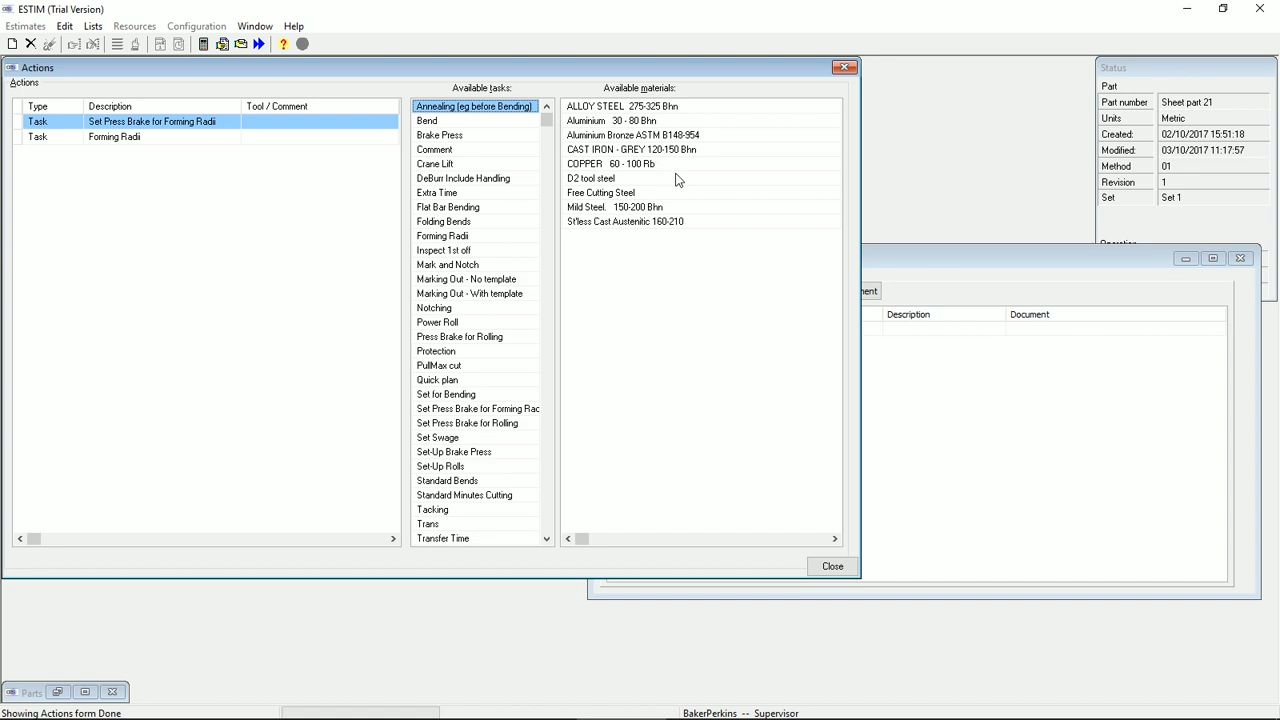 ESTIM (Trial Version)
Estimates Edit Lists Resources Configuration Window Help
Actions
Actions
Type Description Tool / Comment
Task Set Press Brake for Forming Radii
Task Forming Radii
Available tasks:
Annealing (eg before Bending)
Bend
Brake Press
Comment
Crane Lift
DeBurr Include Handling
Extra Time
Flat Bar Bending
Folding Bends
Forming Radii
Inspect 1st off
Mark and Notch
Marking Out - No template
Marking Out - With template
Notching
Power Roll
Press Brake for Rolling
Protection
PullMax cut
Quick plan
Set for Bending
Set Press Brake for Forming Rac
Set Press Brake for Rolling
Set Swage
Set-Up Brake Press
Set-Up Rolls
Standard Bends
Standard Minutes Cutting
Tacking
Trans
Transfer Time
Available materials:
ALLOY STEEL 275-325 Bhn
Aluminium 30 - 80 Bhn
Aluminium Bronze ASTM B148-954
CAST IRON - GREY 120-150 Bhn
COPPER 60 - 100 Rb
D2 tool steel
Free Cutting Steel
Mild Steel. 150-200 Bhn
St'less Cast Austenitic 160-210
Close
Status
Part
Part number Sheet part 21
Units Metric
Created: 02/10/2017 15:51:18
Modified: 03/10/2017 11:17:57
Method 01
Revision 1
Set Set 1
ment
Description Document
Parts
Showing Actions form Done
BakerPerkins -- Supervisor